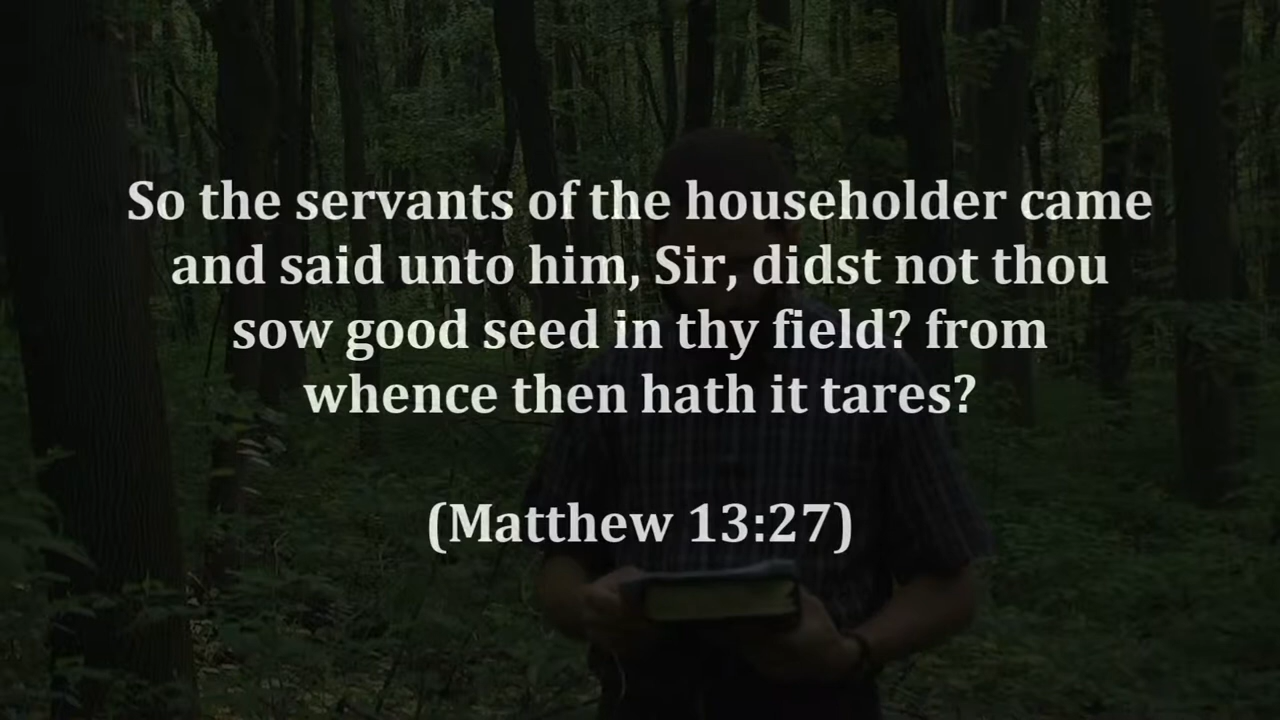 So the servants of the householder came
and said unto him, Sir, didst not thou
sow good seed in thy field? from
whence then hath it tares?
(Matthew 13:27)